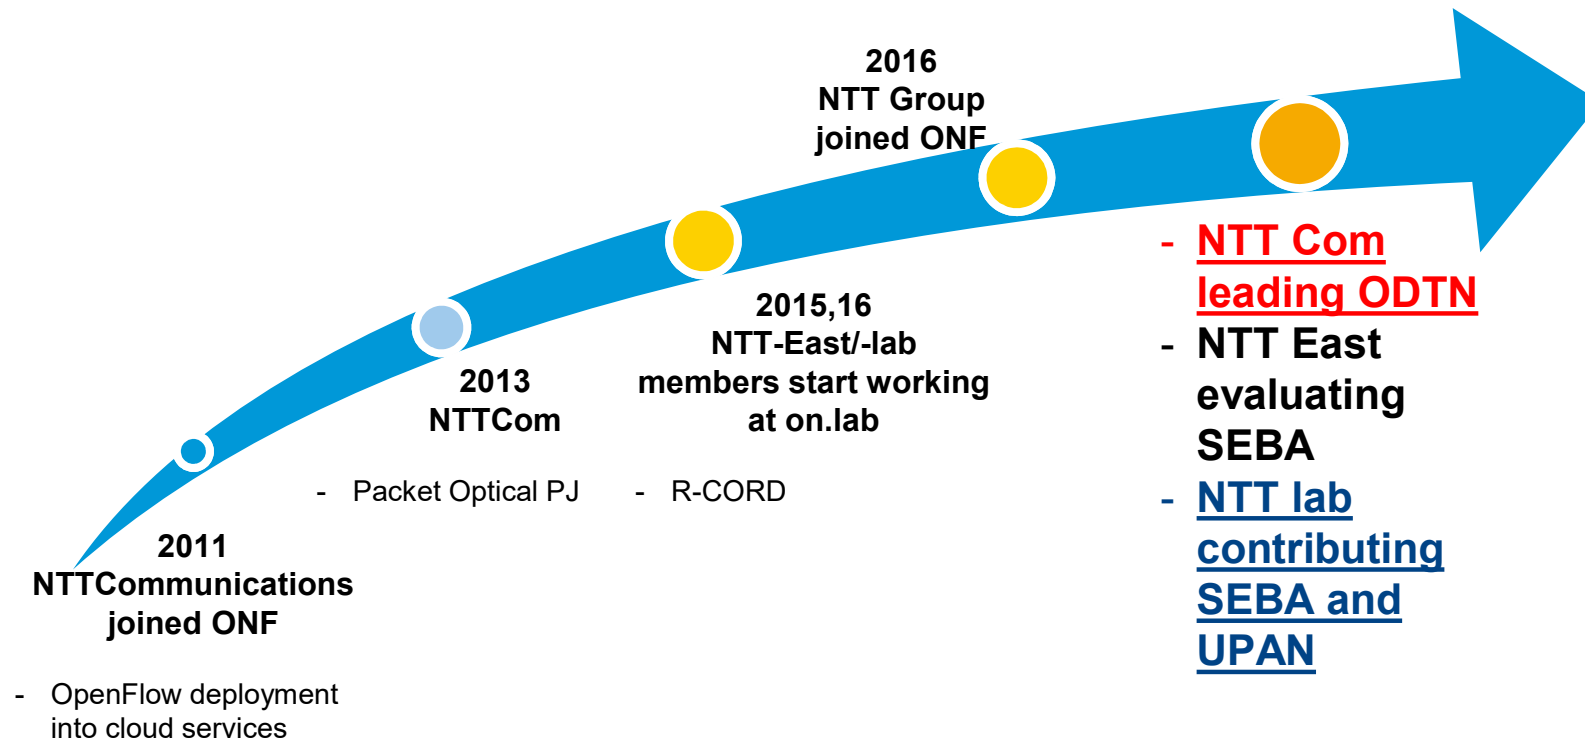 2011
NTTCommunications
joined ONF
- OpenFlow deployment
into cloud services
2013
NTTCom
- Packet Optical PJ
2015,16
NTT-East/-lab
members start working
at on.lab
- R-CORD
2016
NTT Group
joined ONF
- NTT Com
leading ODTN
- NTT East
evaluating
SEBA
- NTT lab
contributing
SEBA and
UPAN